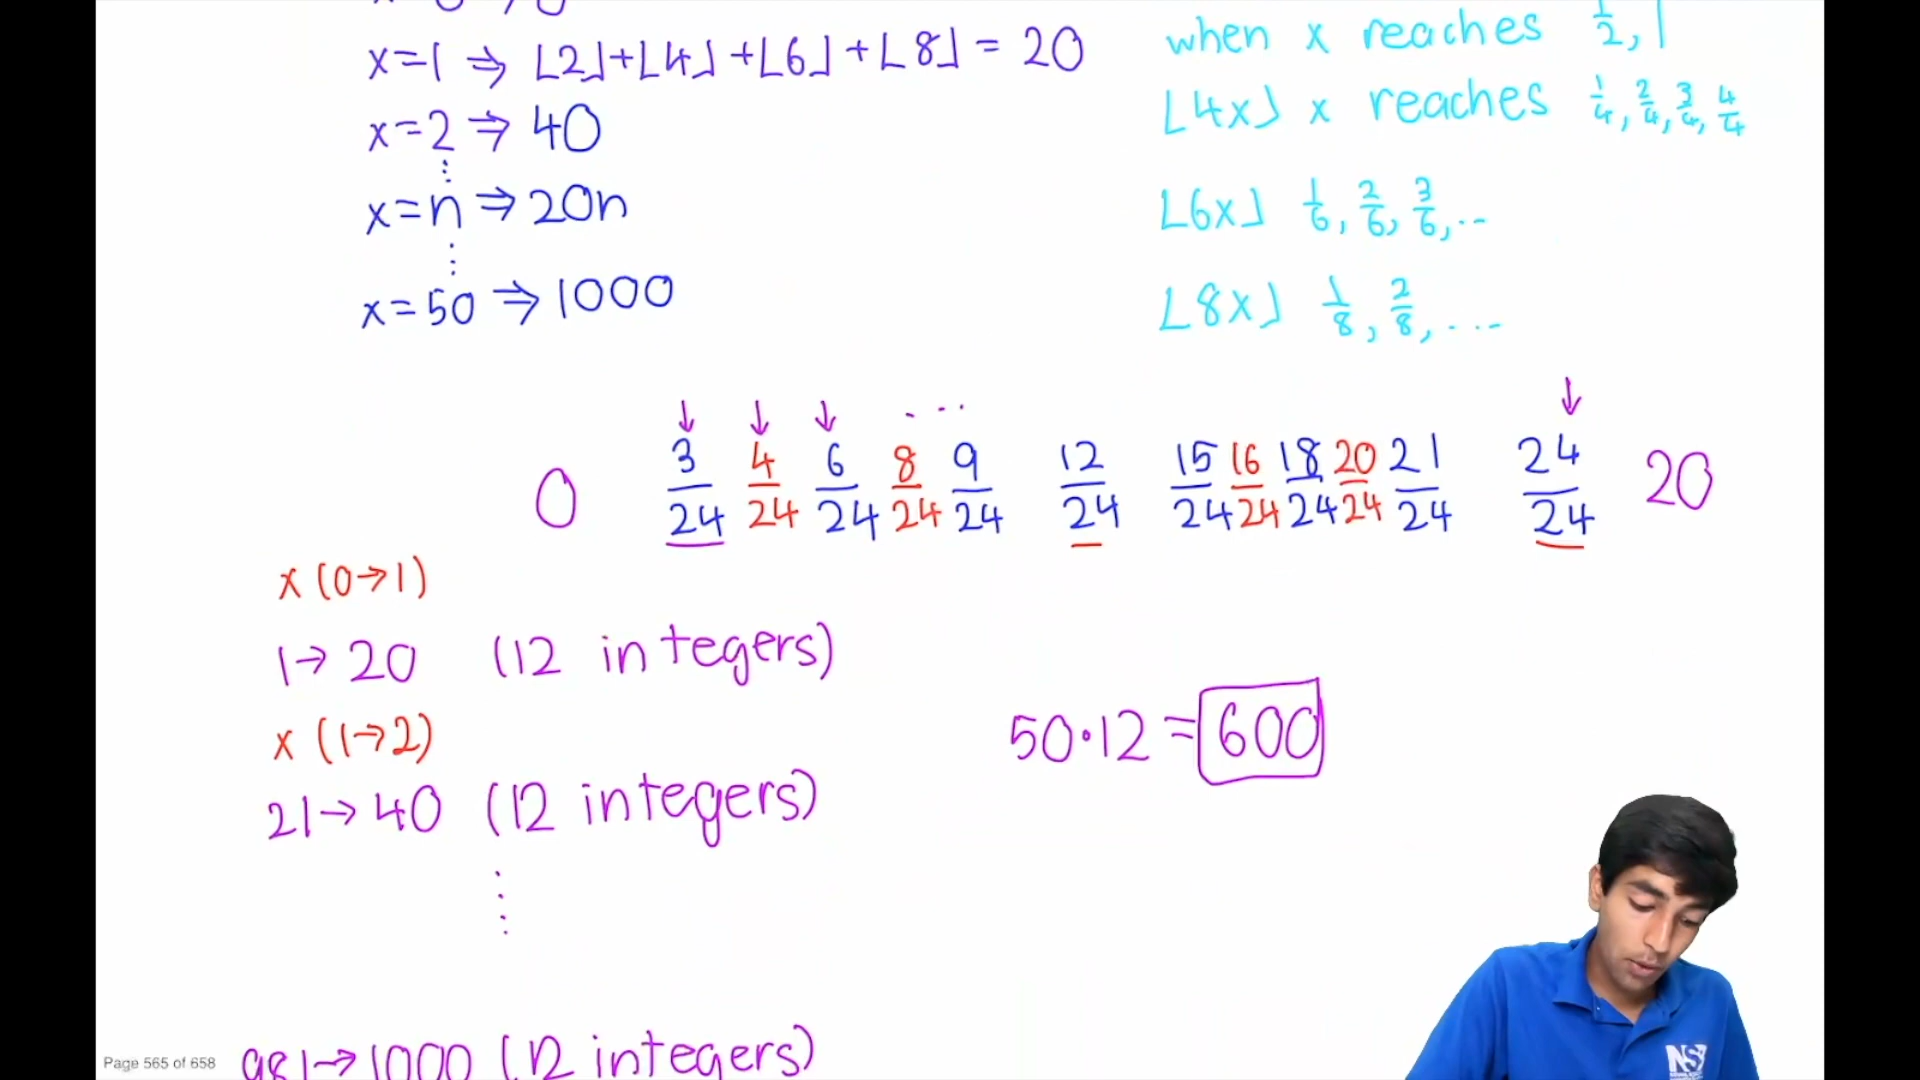 x=1 ⇒ ⌊2⌋+⌊4⌋+⌊6⌋+⌊8⌋ = 20
x=2 ⇒ 40
⋮
x=n ⇒ 20n
⋮
x=50 ⇒ 1000
when x reaches 1/2, 1
⌊4x⌋ x reaches 1/4, 2/4, 3/4, 4/4
⌊6x⌋ 1/6, 2/6, 3/6, ...
⌊8x⌋ 1/8, 2/8, ...
↓ ↓ ↓ ... ↓
0 3/24 4/24 6/24 8/24 9/24 12/24 15/24 16/24 18/24 20/24 21/24 24/24 20
x (0→1)
1→20 (12 integers)
x (1→2)
21→40 (12 integers)
⋮
50·12 = 600
981→1000 (12 integers)
Page 565 of 658